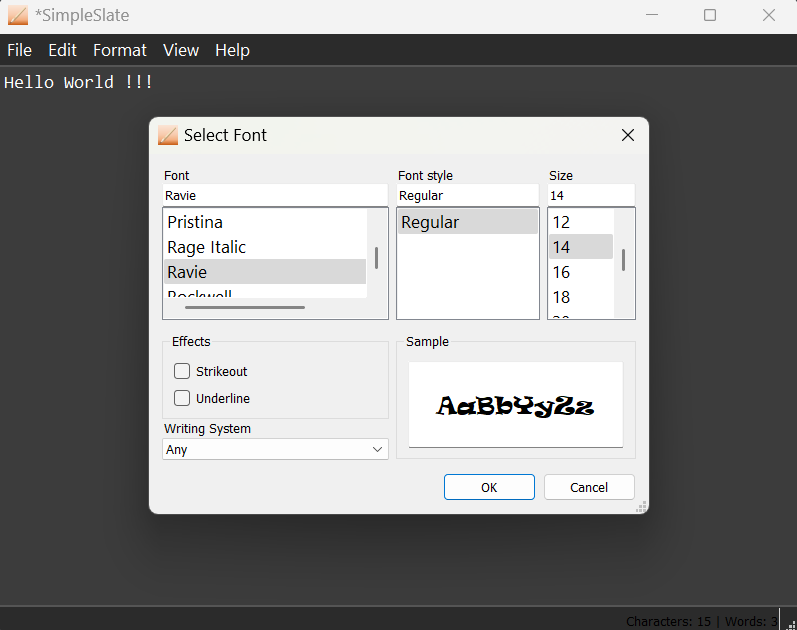 *SimpleSlate
File Edit Format View Help
Hello World !!!
Select Font
Font
Ravie
Pristina
Rage Italic
Ravie
Rockwell
Font style
Regular
Regular
Size
14
12
14
16
18
20
Effects
Strikeout
Underline
Writing System
Any
Sample
AaBbYyZz
OK
Cancel
Characters: 15 | Words: 3